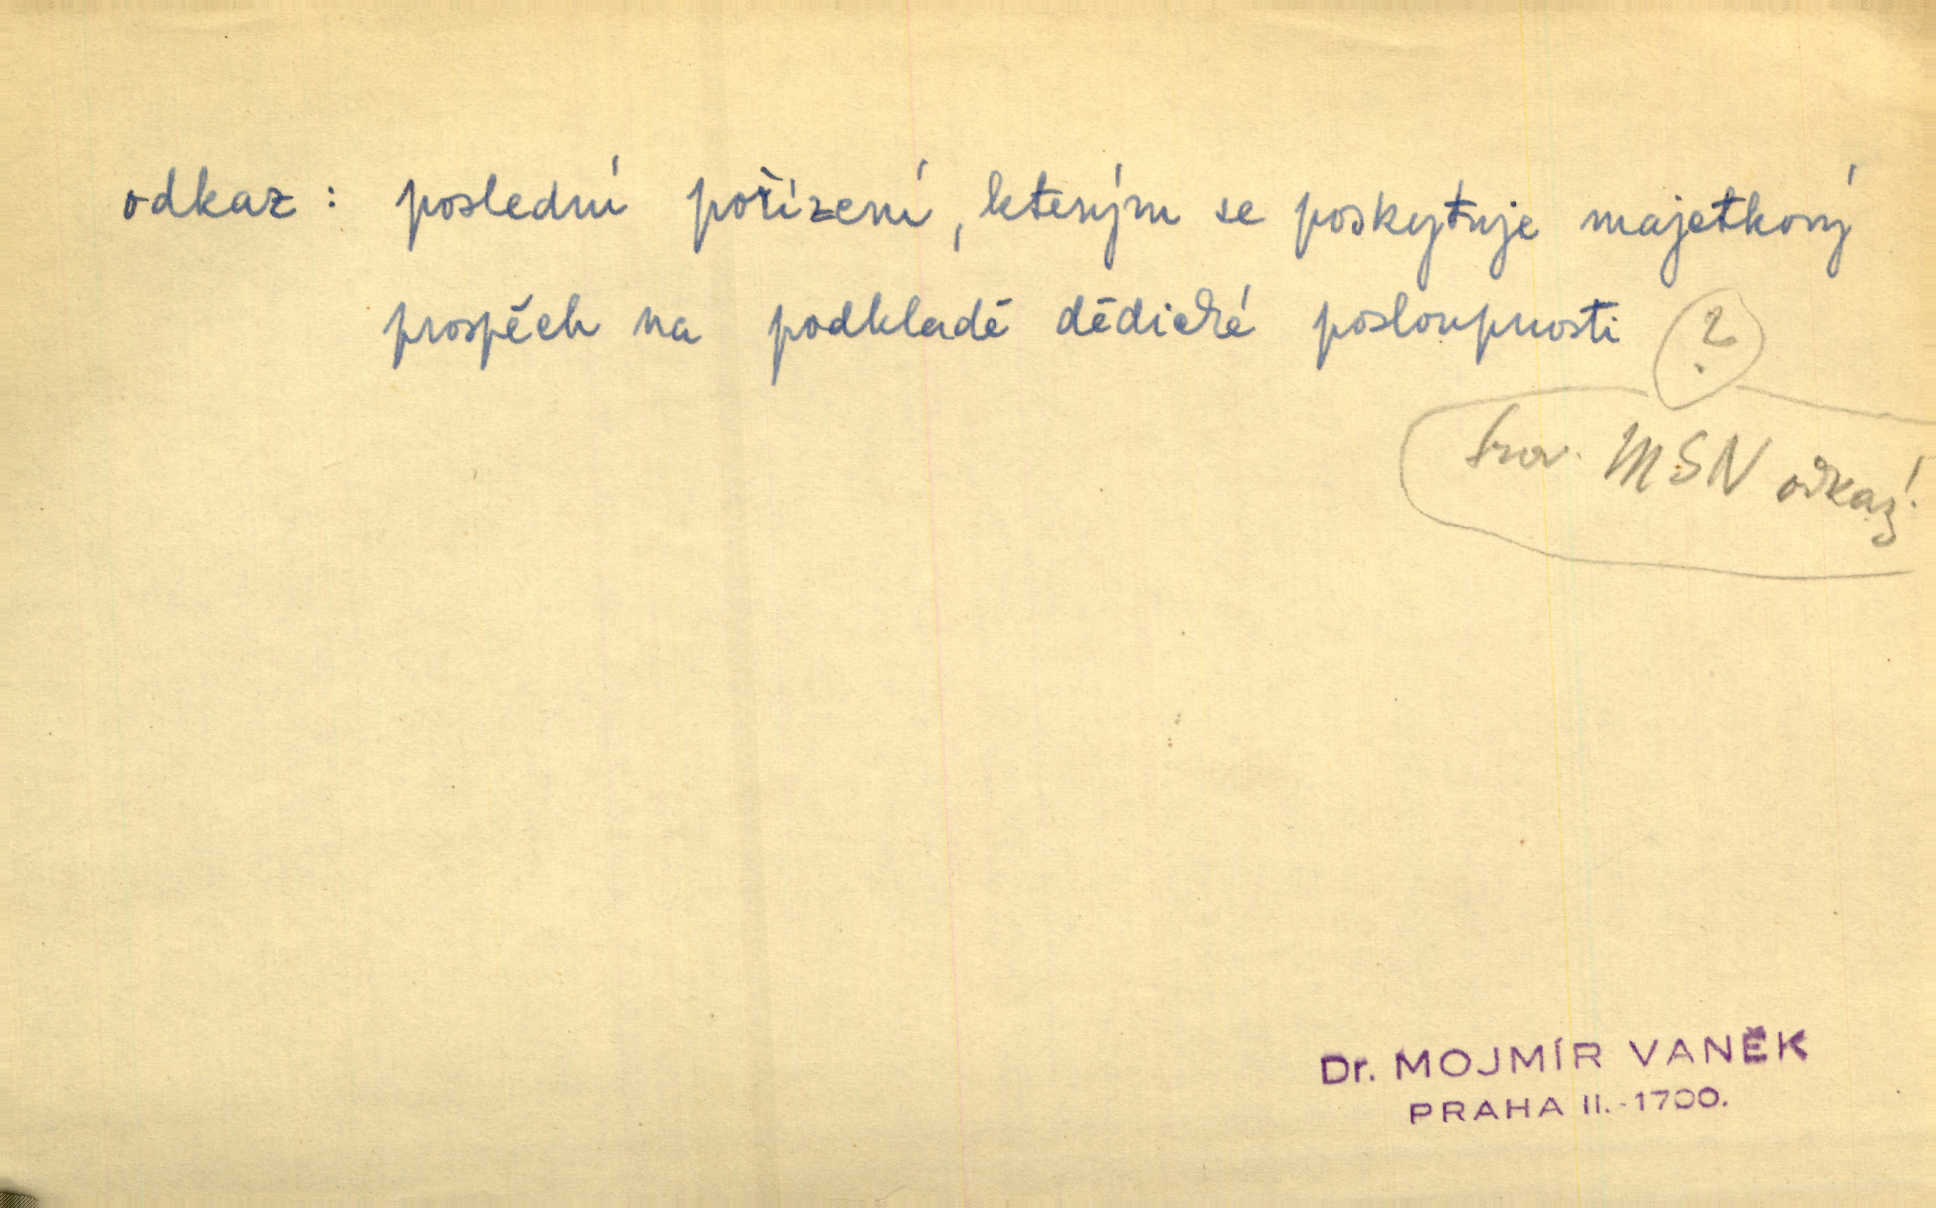 odkaz : poslední pořízení, kterým se poskytuje majetkový
prospěch na podkladě dědické posloupnosti
?
Srov. MSN odkaz!
Dr. MOJMÍR VANĚK
PRAHA II.-1700.